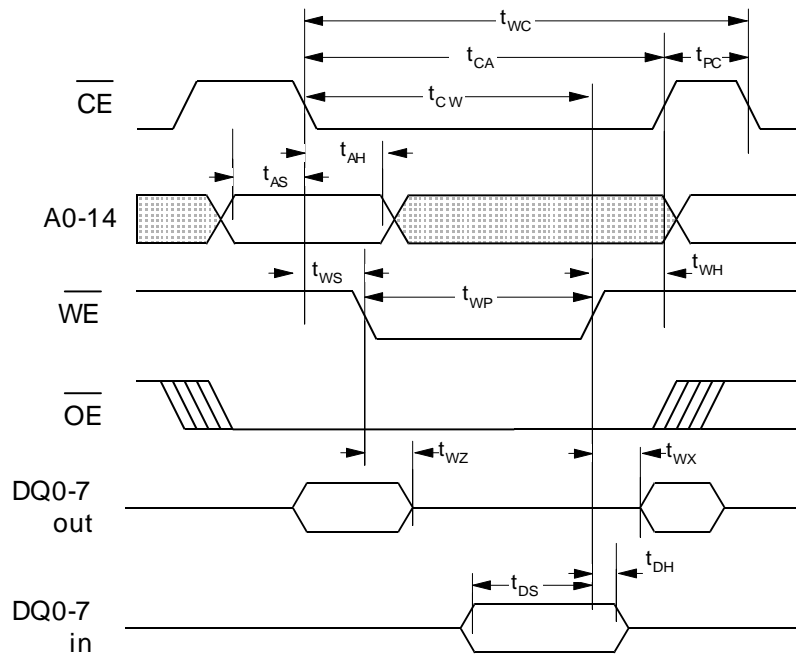 tWC
tCA
tPC
CE
tCW
tAH
tAS
A0-14
tWS
tWH
tWP
WE
OE
tWZ
tWX
DQ0-7
out
tDS
tDH
DQ0-7
in